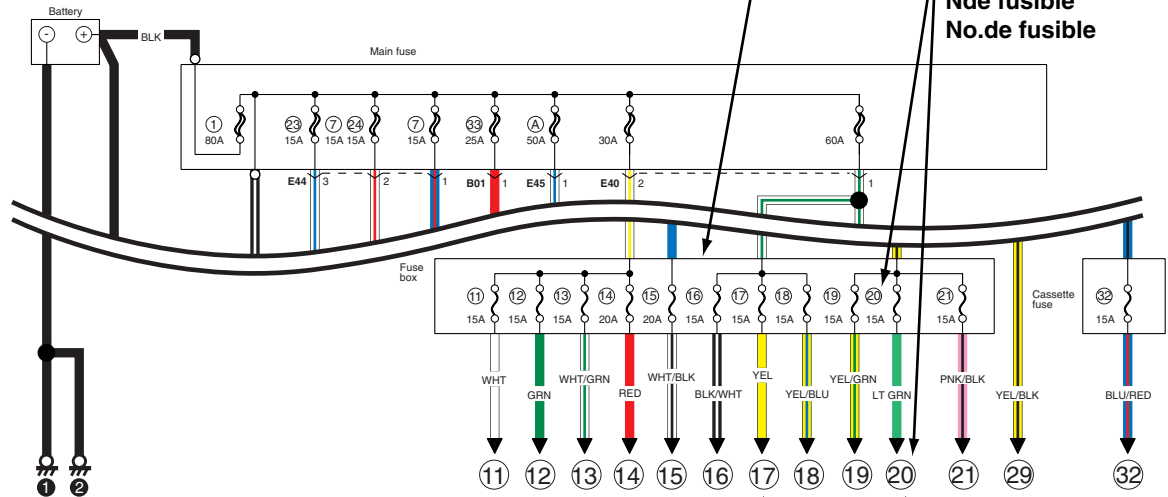 Nde fusible
No.de fusible
Battery
- +
BLK
Main fuse
1 23 7 24 7 33 A
80A 15A 15A 15A 15A 25A 50A 30A 60A
E44 3 2 1 B01 1 E45 1 E40 2 1
Fuse
box
11 12 13 14 15 16 17 18 19 20 21
15A 15A 15A 20A 20A 15A 15A 15A 15A 15A 15A
Cassette
fuse
32
15A
WHT GRN WHT/GRN RED WHT/BLK BLK/WHT YEL YEL/BLU YEL/GRN LT GRN PNK/BLK YEL/BLK BLU/RED
11 12 13 14 15 16 17 18 19 20 21 29 32
1 2